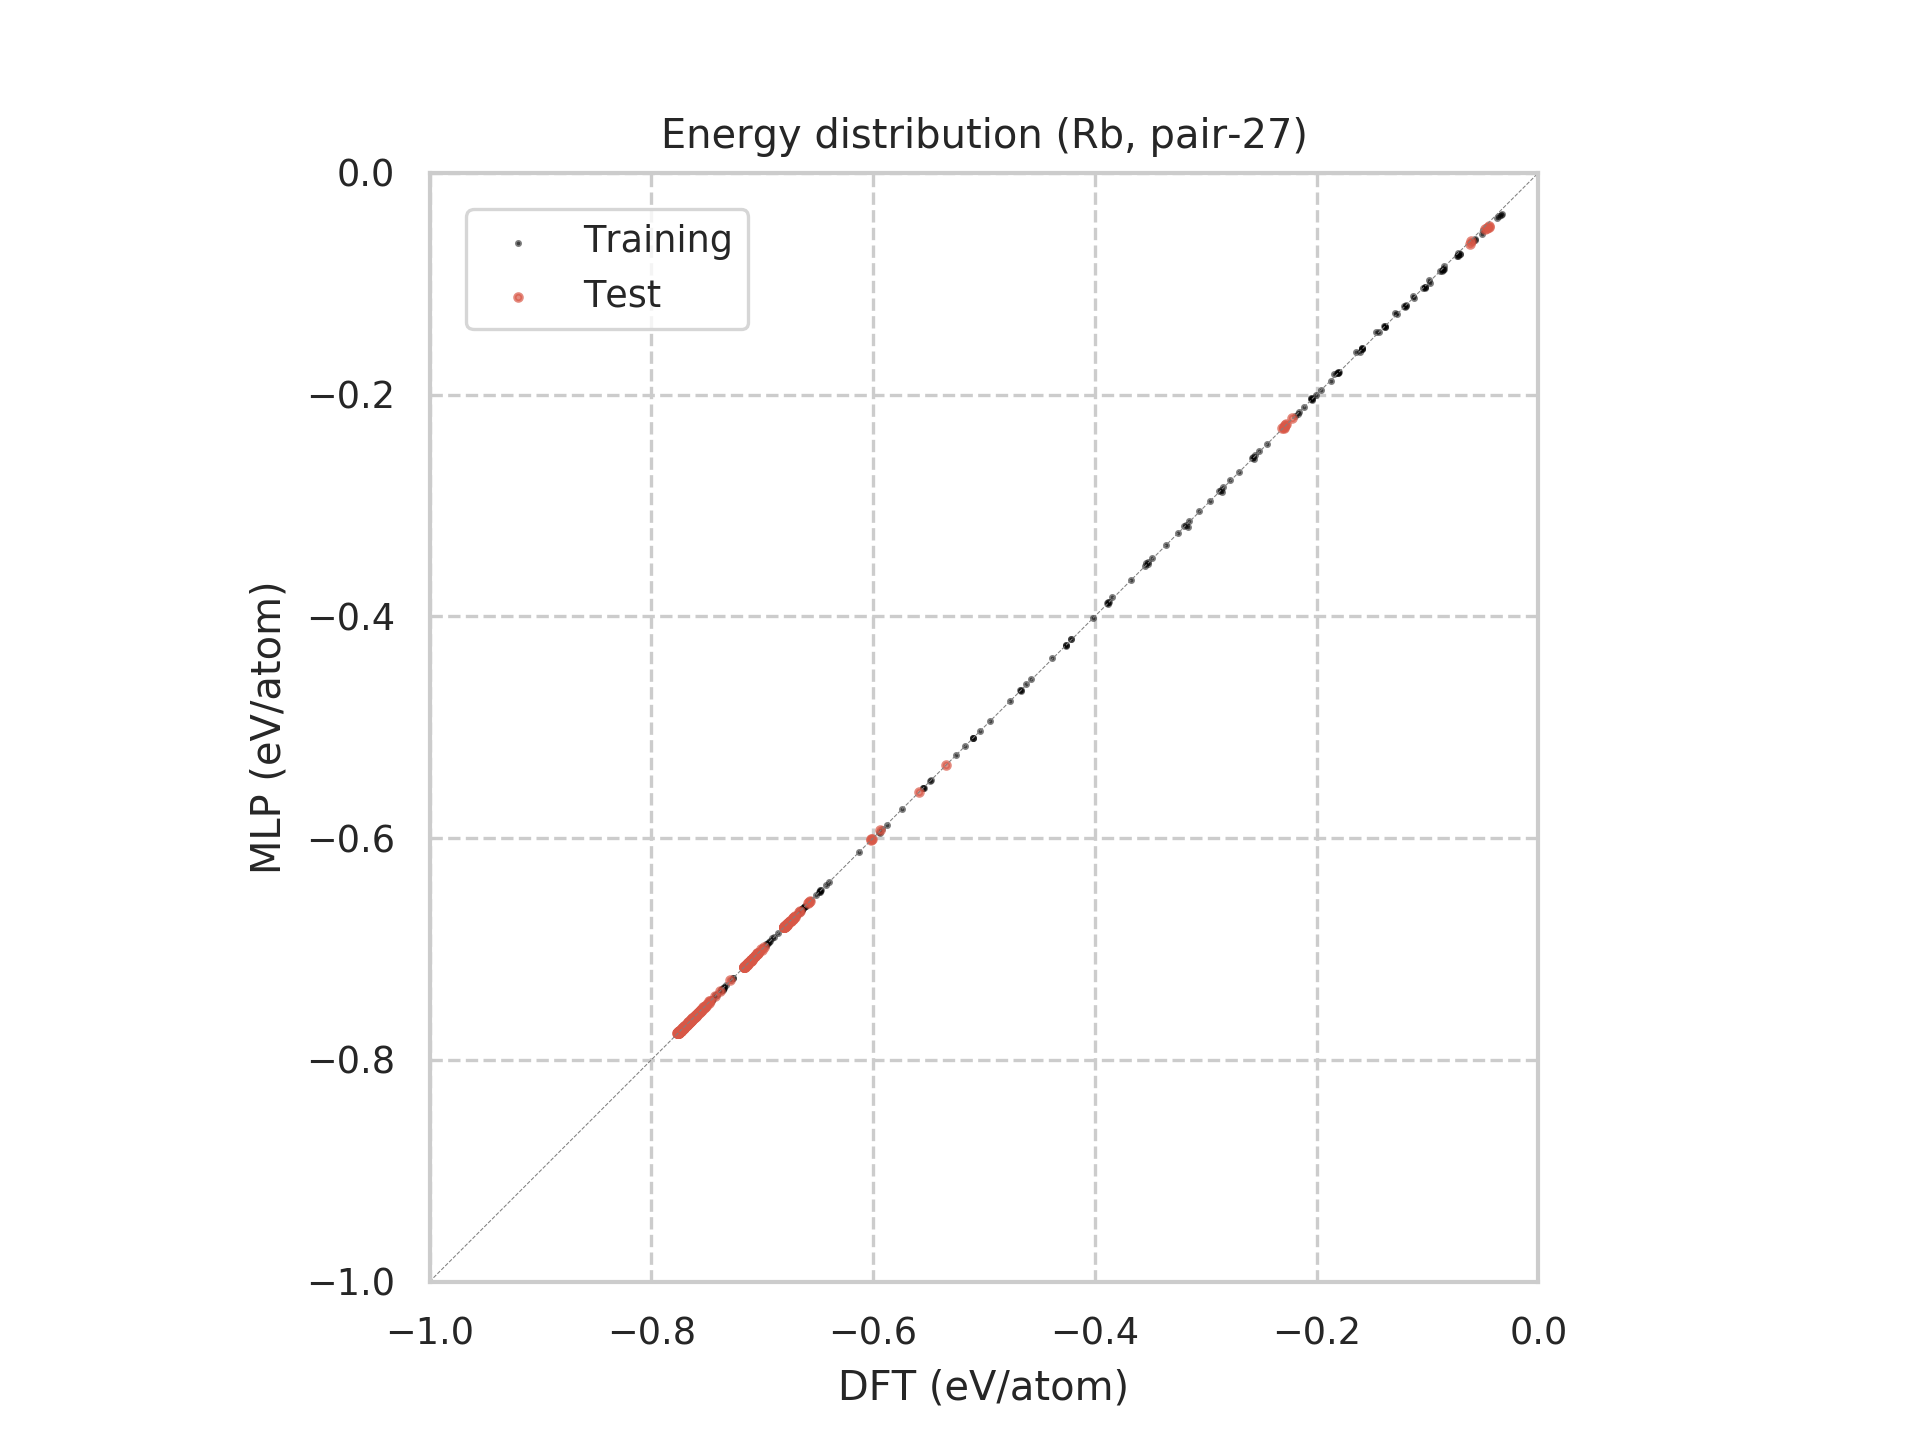 Energy distribution (Rb, pair-27)
0.0
−0.2
−0.4
−0.6
−0.8
−1.0
MLP (eV/atom)
Training
Test
−1.0 −0.8 −0.6 −0.4 −0.2 0.0
DFT (eV/atom)